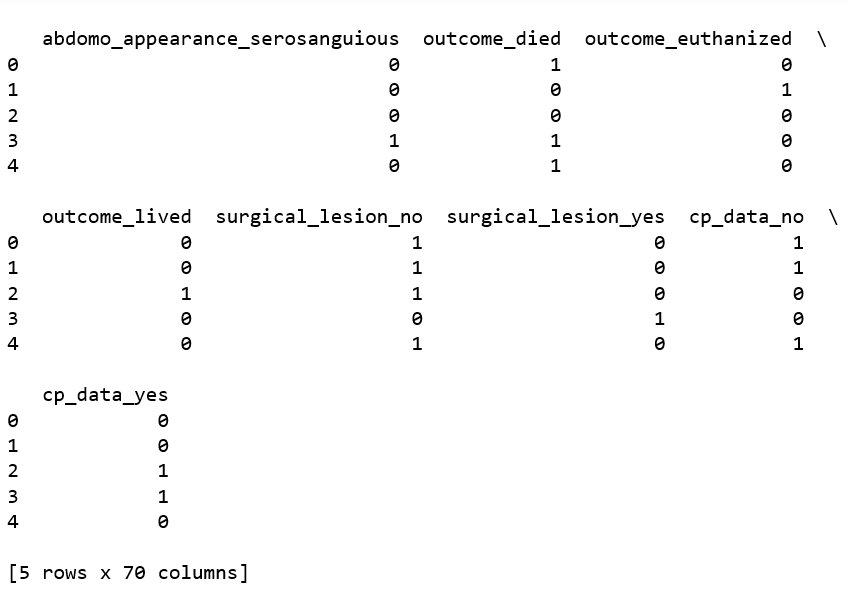 abdomo_appearance_serosanguious outcome_died outcome_euthanized \
0 0 1 0
1 0 0 1
2 0 0 0
3 1 1 0
4 0 1 0
outcome_lived surgical_lesion_no surgical_lesion_yes cp_data_no \
0 0 1 0 1
1 0 1 0 1
2 1 1 0 0
3 0 0 1 0
4 0 1 0 1
cp_data_yes
0 0
1 0
2 1
3 1
4 0
[5 rows x 70 columns]